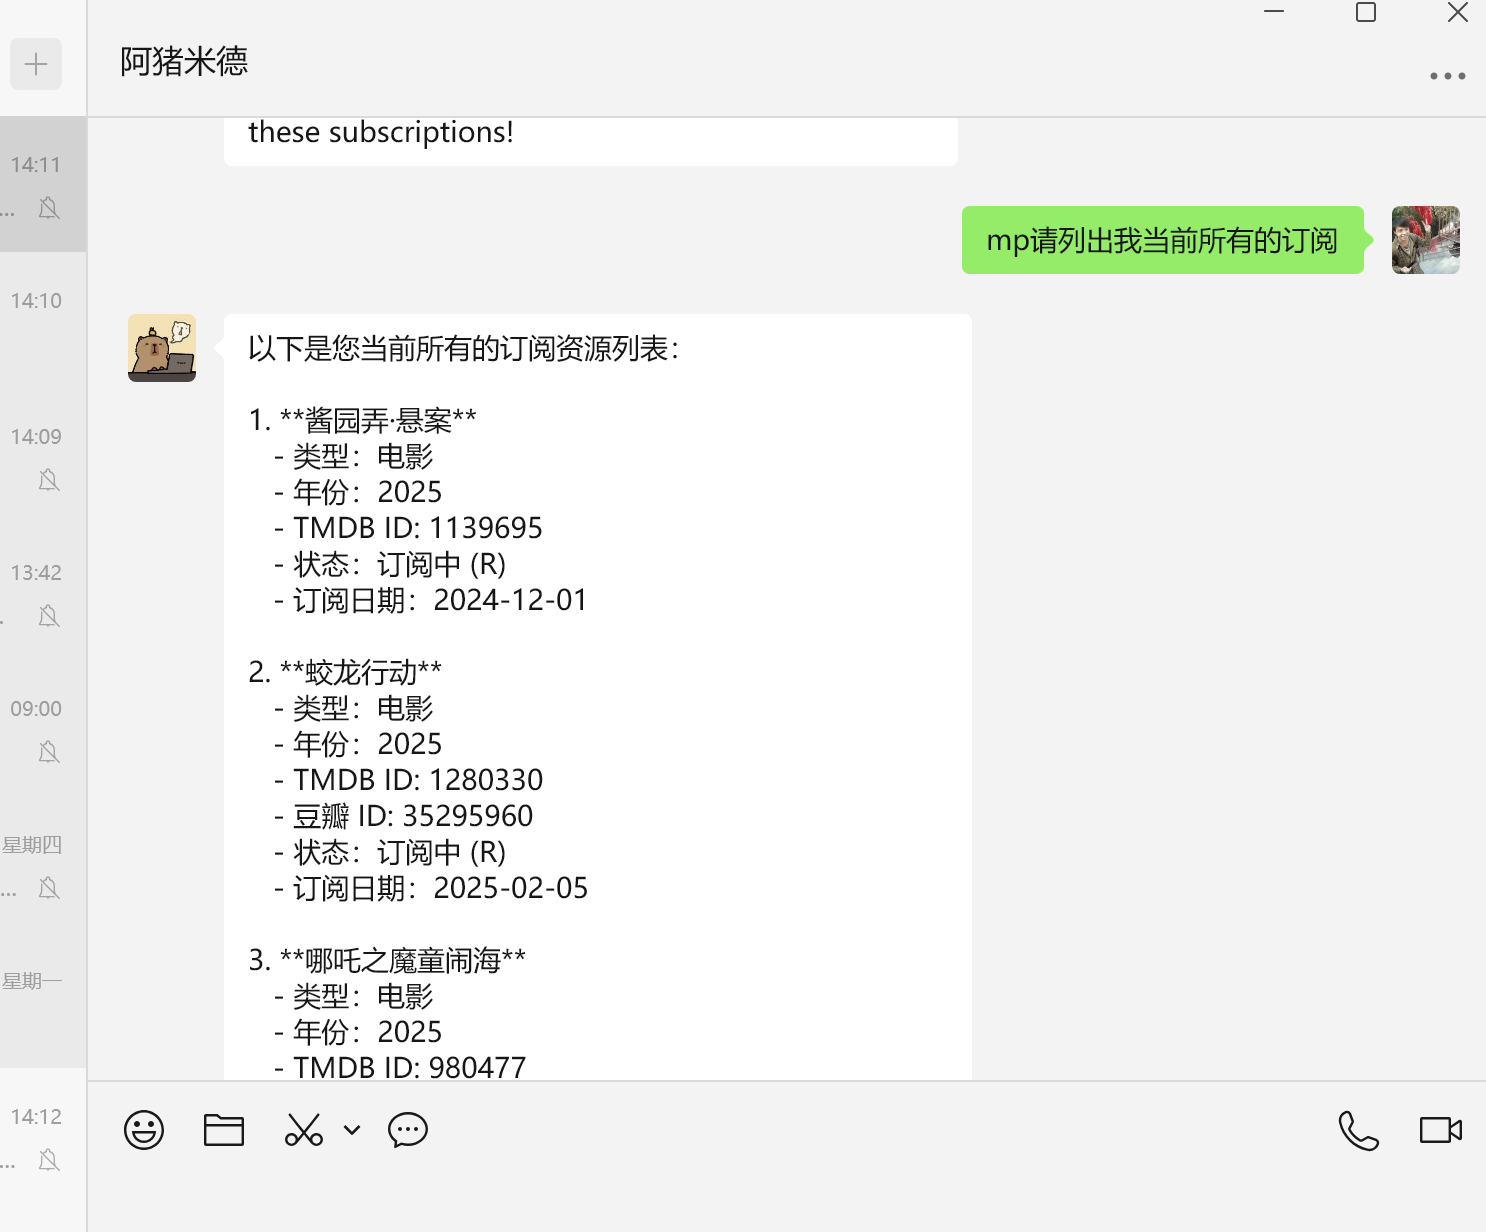 阿猪米德
14:11
...
14:10
14:09
13:42
.
09:00
星期四
...
星期一
14:12
...
these subscriptions!
mp请列出我当前所有的订阅
以下是您当前所有的订阅资源列表：
1. **酱园弄·悬案**
- 类型：电影
- 年份：2025
- TMDB ID: 1139695
- 状态：订阅中 (R)
- 订阅日期：2024-12-01
2. **蛟龙行动**
- 类型：电影
- 年份：2025
- TMDB ID: 1280330
- 豆瓣 ID: 35295960
- 状态：订阅中 (R)
- 订阅日期：2025-02-05
3. **哪吒之魔童闹海**
- 类型：电影
- 年份：2025
- TMDB ID: 980477